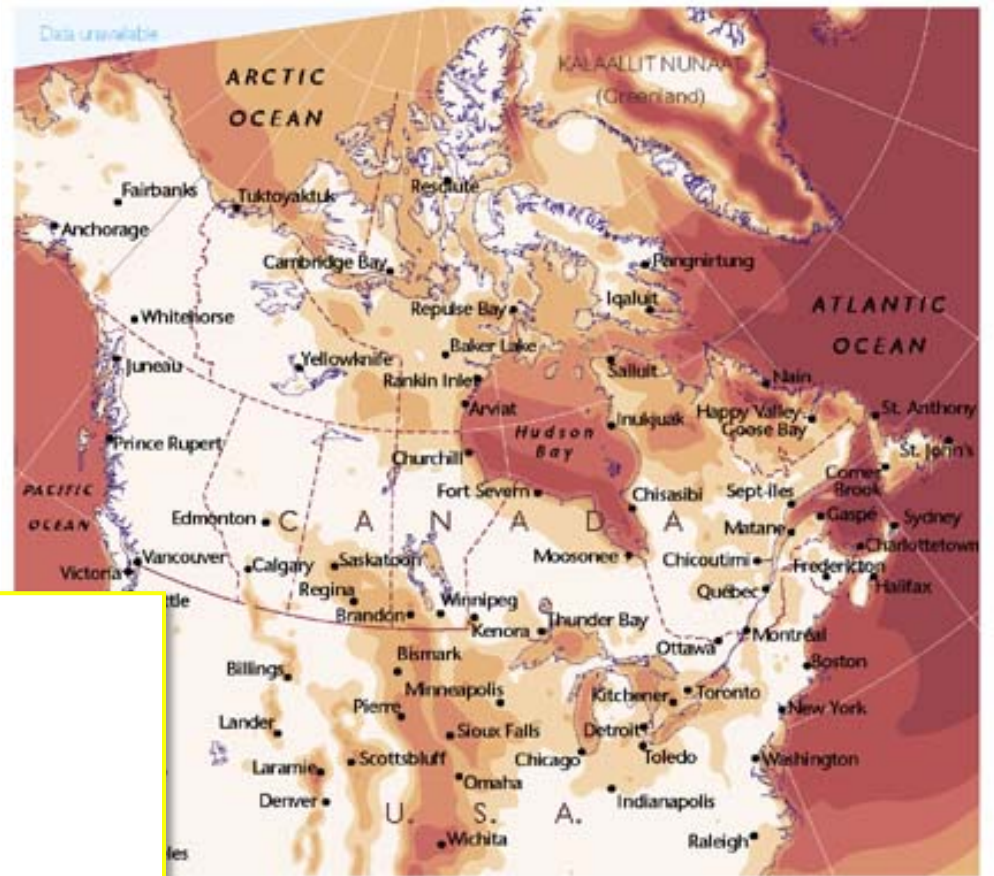 Data unavailable
ARCTIC
OCEAN
KALAALLIT NUNAAT
(Greenland)
Fairbanks
Tuktoyaktuk
Resolute
Anchorage
Cambridge Bay
Pangnirtung
Repulse Bay
Iqaluit
ATLANTIC
OCEAN
Whitehorse
Baker Lake
Juneau
Yellowknife
Rankin Inlet
Salluit
Nain
Arviat
Inukjuak
Happy Valley-
Goose Bay
St. Anthony
Prince Rupert
Hudson
Bay
St. John's
Churchill
Corner
Brook
PACIFIC
OCEAN
Fort Severn
Chisasibi
Sept-îles
Edmonton
CANADA
Matane
Gaspé
Sydney
Vancouver
Calgary
Saskatoon
Moosonee
Chicoutimi
Charlottetown
Victoria
Fredericton
Halifax
Regina
Québec
ttle
Brandon
Winnipeg
Kenora
Thunder Bay
Ottawa
Montréal
Bismark
Boston
Billings
Minneapolis
Kitchener
Toronto
Pierre
New York
Lander
Sioux Falls
Detroit
Laramie
Scottsbluff
Chicago
Toledo
Washington
Omaha
Denver
Indianapolis
U. S. A.
Wichita
Raleigh
les